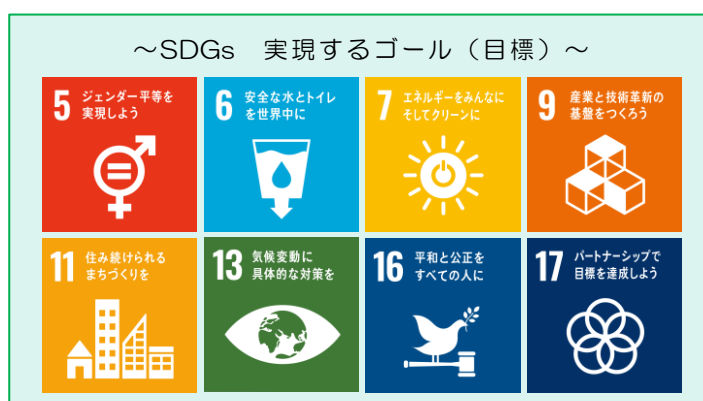 ～SDGs　実現するゴール（目標）～
5 ジェンダー平等を
実現しよう
6 安全な水とトイレ
を世界中に
7 エネルギーをみんなに
そしてクリーンに
9 産業と技術革新の
基盤をつくろう
11 住み続けられる
まちづくりを
13 気候変動に
具体的な対策を
16 平和と公正を
すべての人に
17 パートナーシップで
目標を達成しよう